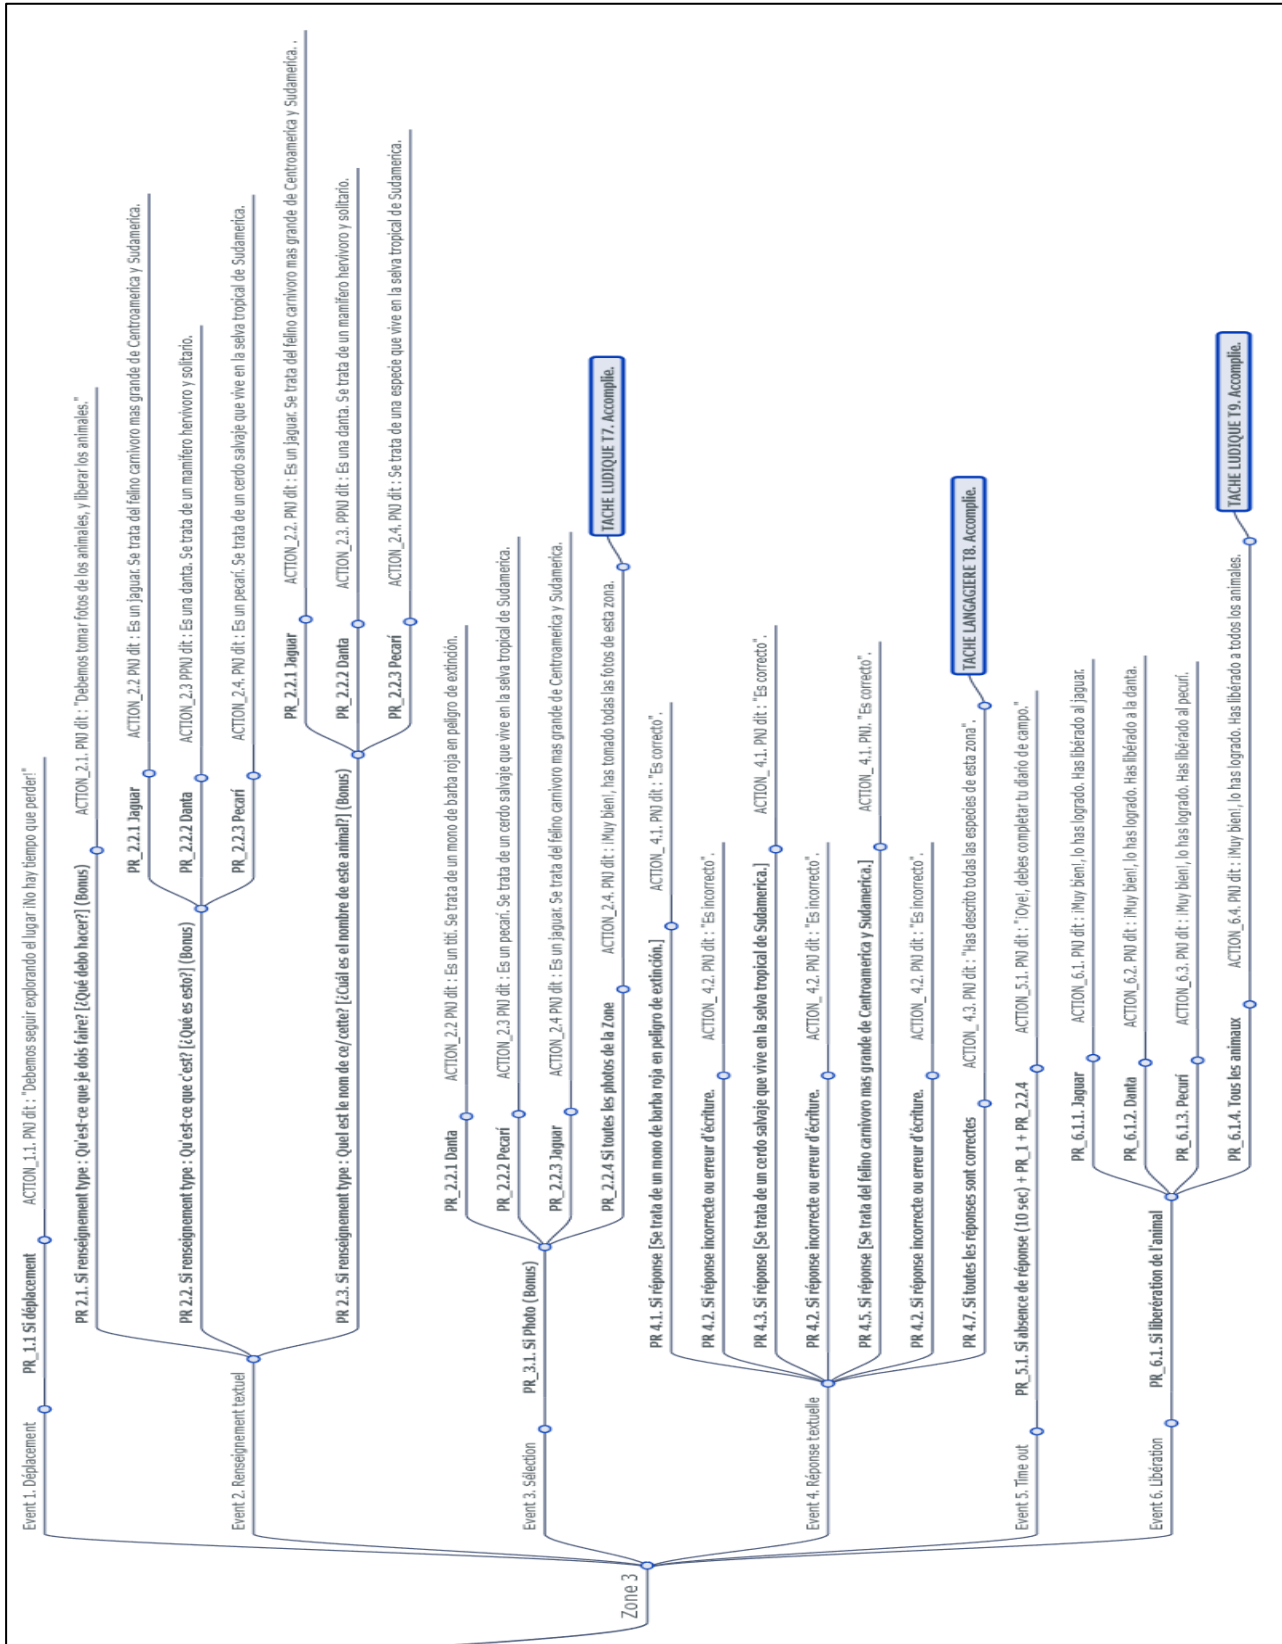 Zone 3
Event 1. Déplacement
PR_1.1 Si déplacement
ACTION_1.1. PNJ dit : "Debemos seguir explorando el lugar ¡No hay tiempo que perder!"
Event 2. Renseignement textuel
PR 2.1. Si renseignement type : Qu'est-ce que je dois faire? [¿Qué debo hacer?] (Bonus)
ACTION_2.1. PNJ dit : "Debemos tomar fotos de los animales, y liberar los animales."
PR 2.2. Si renseignement type : Qu'est-ce que c'est? [¿Qué es esto?] (Bonus)
PR_2.2.1 Jaguar
ACTION_2.2 PNJ dit : Es un jaguar. Se trata del felino carnivoro mas grande de Centroamerica y Sudamerica.
PR_2.2.2 Danta
ACTION_2.3 PPNJ dit : Es una danta. Se trata de un mamifero hervivoro y solitario.
PR_2.2.3 Pecarí
ACTION_2.4. PNJ dit : Es un pecarí. Se trata de un cerdo salvaje que vive en la selva tropical de Sudamerica.
PR 2.3. Si renseignement type : Quel est le nom de ce/cette? [¿Cuál es el nombre de este animal?] (Bonus)
PR_2.2.1 Jaguar
ACTION_2.2. PNJ dit : Es un jaguar. Se trata del felino carnivoro mas grande de Centroamerica y Sudamerica. .
PR_2.2.2 Danta
ACTION_2.3. PPNJ dit : Es una danta. Se trata de un mamifero hervivoro y solitario.
PR_2.2.3 Pecarí
ACTION_2.4. PNJ dit : Se trata de una especie que vive en la selva tropical de Sudamerica.
Event 3. Sélection
PR_3.1. Si Photo (Bonus)
PR_2.2.1 Danta
ACTION_2.2 PNJ dit : Es un tití. Se trata de un mono de barba roja en peligro de extinción.
PR_2.2.2 Pecarí
ACTION_2.3 PNJ dit : Es un pecarí. Se trata de un cerdo salvaje que vive en la selva tropical de Sudamerica.
PR_2.2.3 Jaguar
ACTION_2.4 PNJ dit : Es un jaguar. Se trata del felino carnivoro mas grande de Centroamerica y Sudamerica
PR_2.2.4 Si toutes les photos de la Zone
ACTION_2.4. PNJ dit : ¡Muy bien!, has tomado todas las fotos de esta zona.
TACHE LUDIQUE T7. Accomplie.
Event 4. Réponse textuelle
PR 4.1. Si réponse [Se trata de un mono de barba roja en peligro de extinción.]
ACTION_ 4.1. PNJ dit : "Es correcto".
PR 4.2. Si réponse incorrecte ou erreur d'écriture.
ACTION_ 4.2. PNJ dit : "Es incorrecto".
PR 4.3. Si réponse [Se trata de un cerdo salvaje que vive en la selva tropical de Sudamerica.]
ACTION_ 4.1. PNJ dit : "Es correcto".
PR 4.2. Si réponse incorrecte ou erreur d'écriture.
ACTION_ 4.2. PNJ dit : "Es incorrecto".
PR 4.5. Si réponse [Se trata del felino carnivoro mas grande de Centroamerica y Sudamerica.]
ACTION_ 4.1. PNJ. "Es correcto".
PR 4.2. Si réponse incorrecte ou erreur d'écriture.
ACTION_ 4.2. PNJ dit : "Es incorrecto".
PR 4.7. Si toutes les réponses sont correctes
ACTION_ 4.3. PNJ dit : "Has descrito todas las especies de esta zona".
TACHE LANGAGIERE T8. Accomplie.
Event 5. Time out
PR_5.1. Si absence de réponse (10 sec) + PR_1 + PR_2.2.4
ACTION_5.1. PNJ dit : "¡Oye!, debes completar tu diario de campo."
Event 6. Libération
PR_6.1. Si liberération de l'animal
PR_6.1.1. Jaguar
ACTION_6.1. PNJ dit : ¡Muy bien!, lo has logrado. Has libérado al jaguar.
PR_6.1.2. Danta
ACTION_6.2. PNJ dit : ¡Muy bien!, lo has logrado. Has libérado a la danta.
PR_6.1.3. Pecurí
ACTION_6.3. PNJ dit : ¡Muy bien!, lo has logrado. Has libérado al pecurí.
PR_6.1.4. Tous les animaux
ACTION_6.4. PNJ dit : ¡Muy bien!, lo has logrado. Has libérado a todos los animales.
TACHE LUDIQUE T9. Accomplie.